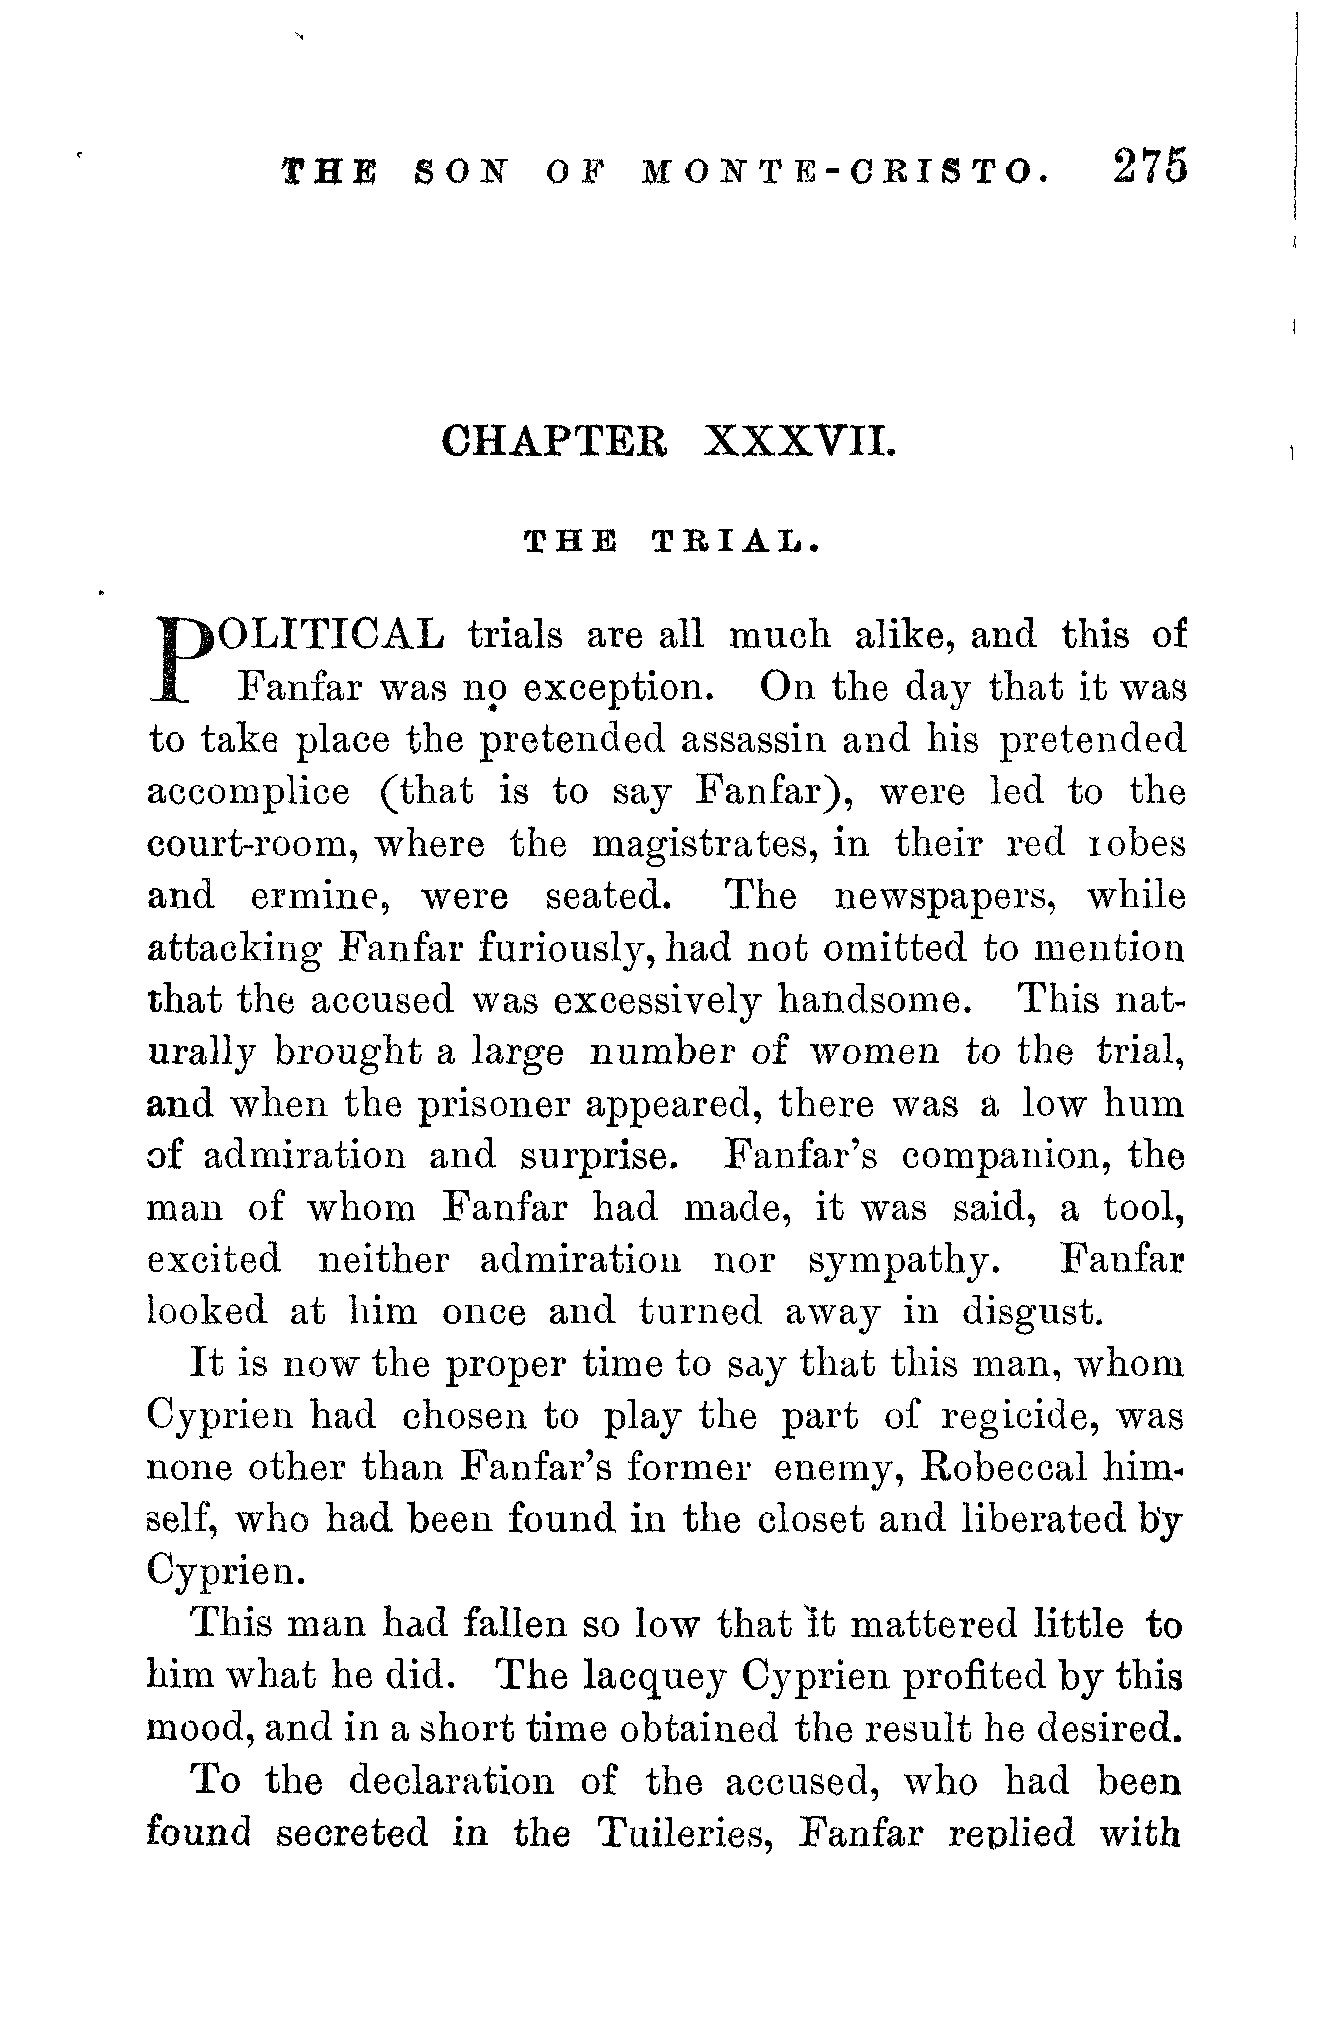 THE SON OF MONTE-CRISTO. 275
CHAPTER XXXVII.
THE TRIAL.
POLITICAL trials are all much alike, and this of
Fanfar was no exception. On the day that it was
to take place the pretended assassin and his pretended
accomplice (that is to say Fanfar), were led to the
court-room, where the magistrates, in their red robes
and ermine, were seated. The newspapers, while
attacking Fanfar furiously, had not omitted to mention
that the accused was excessively handsome. This nat-
urally brought a large number of women to the trial,
and when the prisoner appeared, there was a low hum
of admiration and surprise. Fanfar's companion, the
man of whom Fanfar had made, it was said, a tool,
excited neither admiration nor sympathy. Fanfar
looked at him once and turned away in disgust.
It is now the proper time to say that this man, whom
Cyprien had chosen to play the part of regicide, was
none other than Fanfar's former enemy, Robeccal him-
self, who had been found in the closet and liberated by
Cyprien.
This man had fallen so low that it mattered little to
him what he did. The lacquey Cyprien profited by this
mood, and in a short time obtained the result he desired.
To the declaration of the accused, who had been
found secreted in the Tuileries, Fanfar replied with